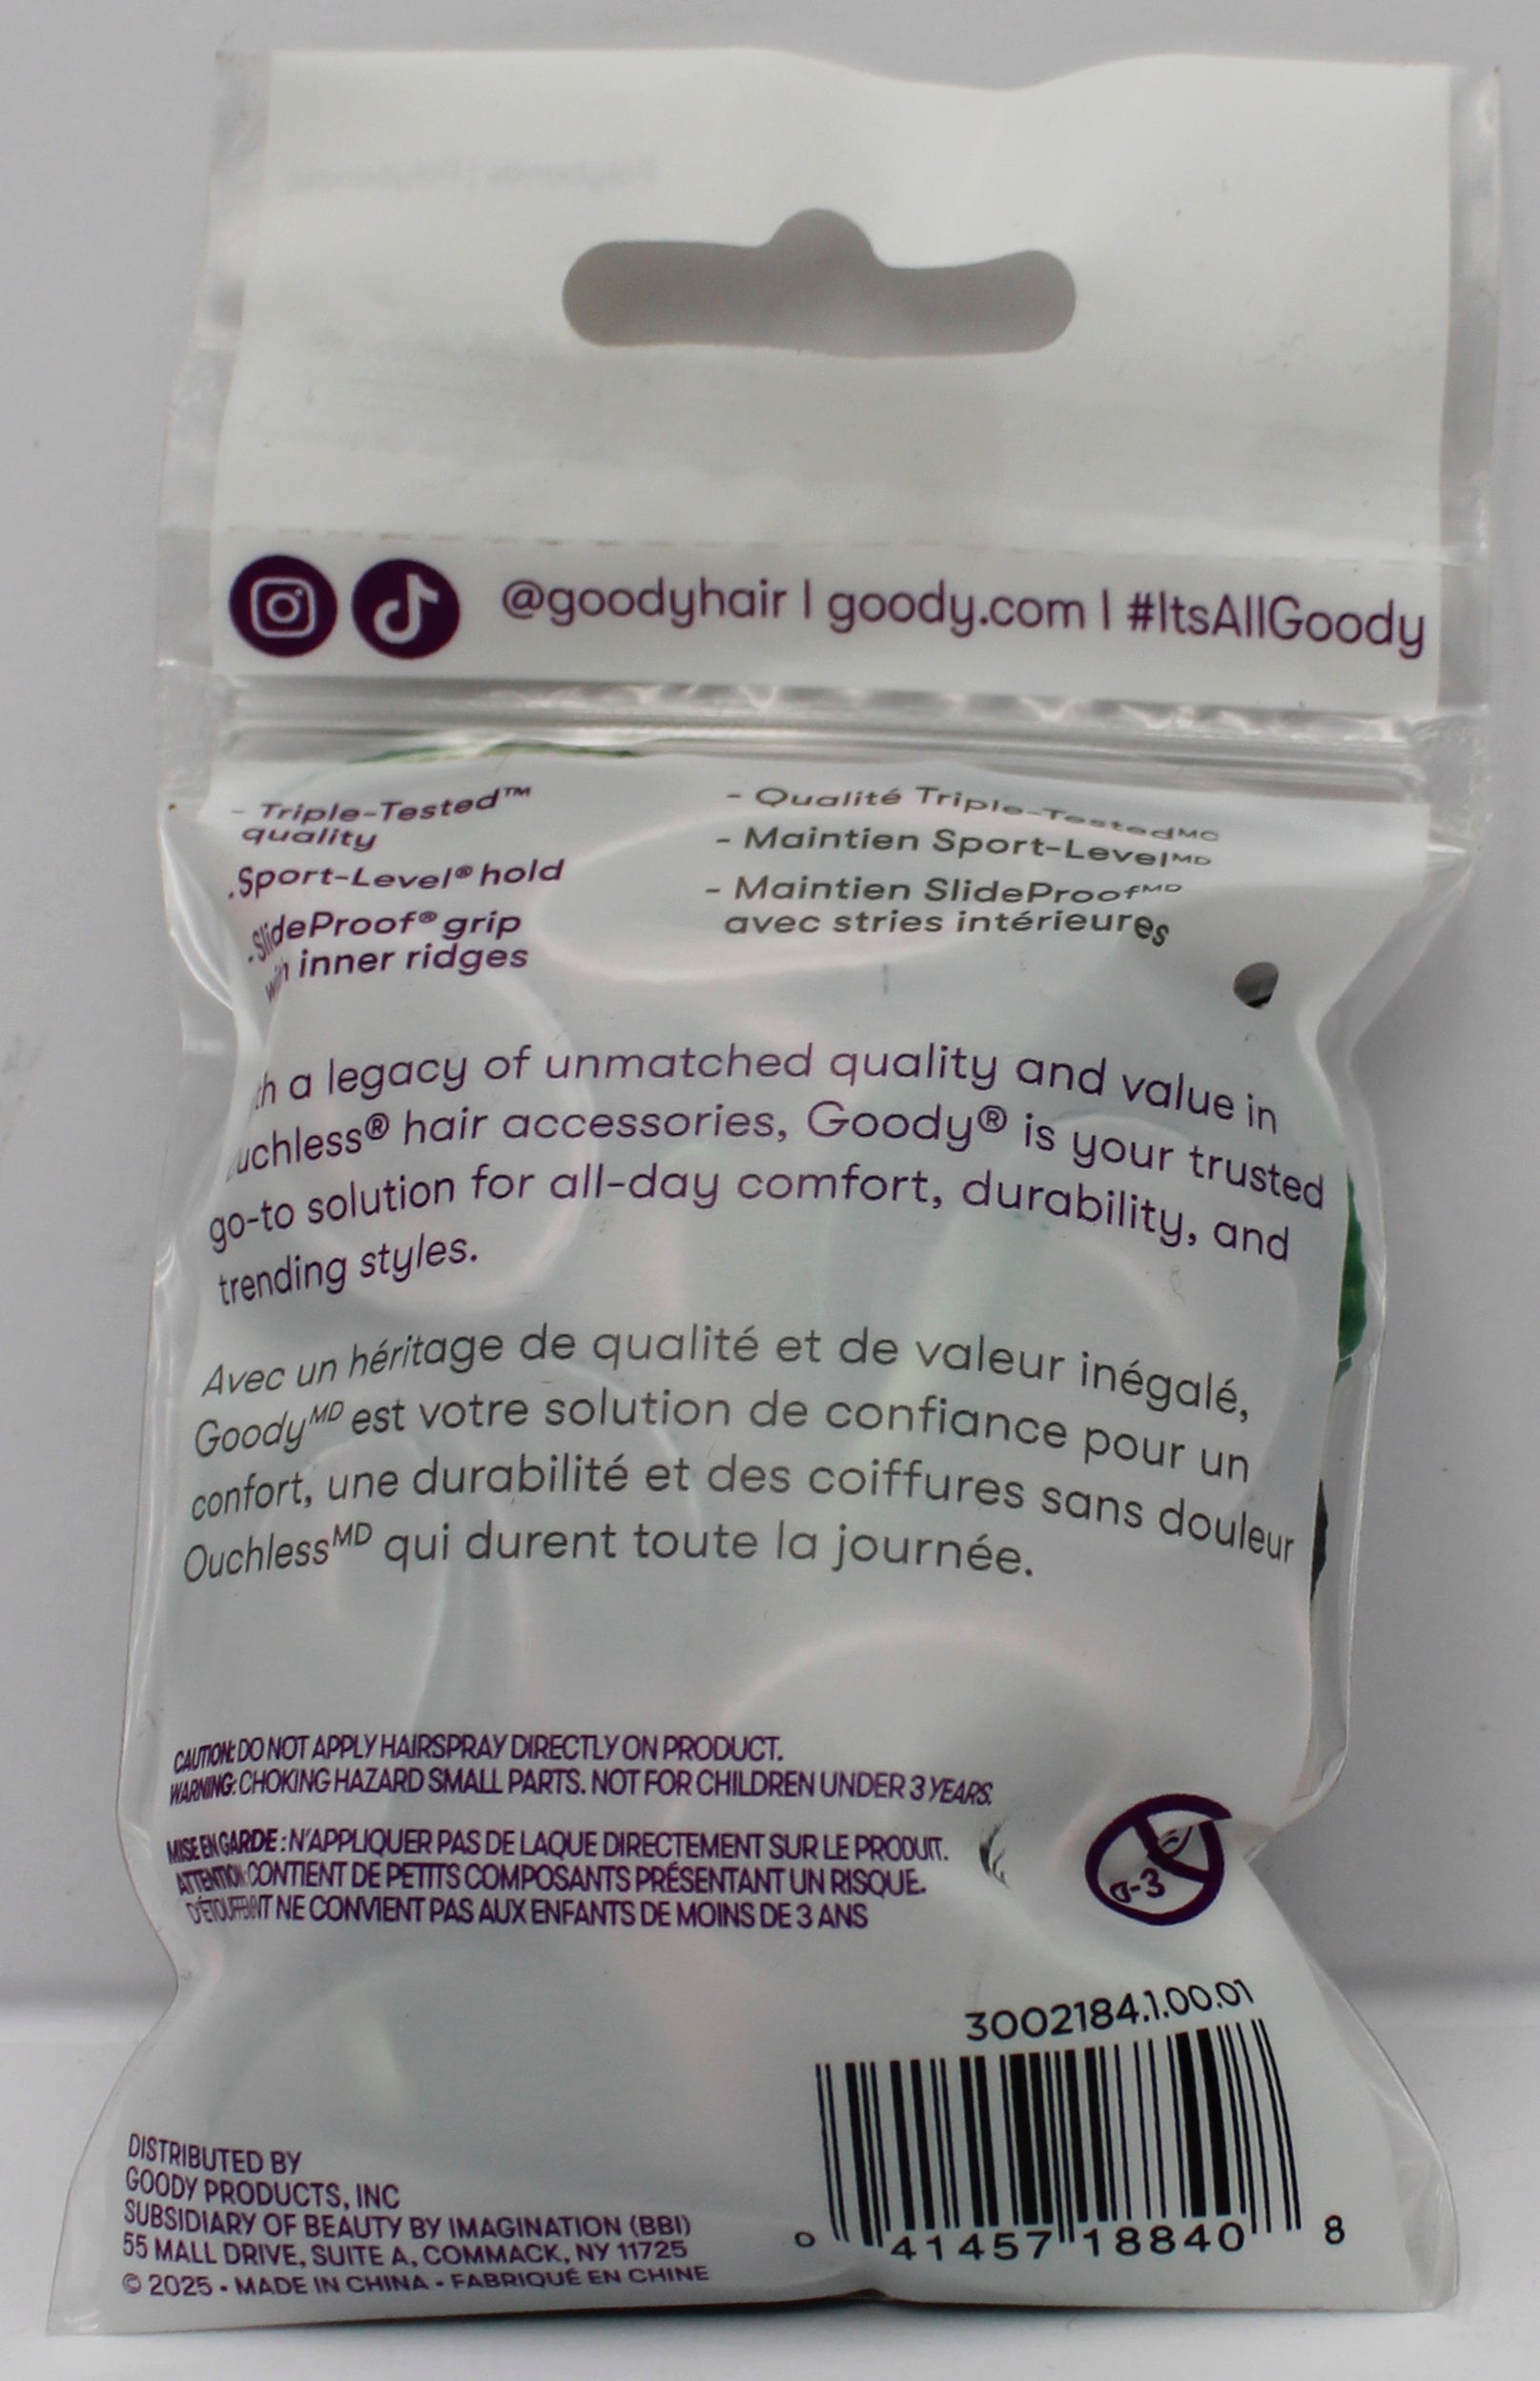 @goodyhair | goody.com | #ItsAllGoody
- Triple-Tested™
quality
-Sport-Level® hold
-SlideProof® grip
with inner ridges
- Qualité Triple-Testedᴹᶜ
- Maintien Sport-Levelᴹᴰ
- Maintien SlideProofᴹᴰ
avec stries intérieures
a legacy of unmatched quality and value in
uchless® hair accessories, Goody® is your trusted
go-to solution for all-day comfort, durability, and
trending styles.
Avec un héritage de qualité et de valeur inégalé,
Goodyᴹᴰ est votre solution de confiance pour un
confort, une durabilité et des coiffures sans douleur
Ouchlessᴹᴰ qui durent toute la journée.
CAUTION: DO NOT APPLY HAIRSPRAY DIRECTLY ON PRODUCT.
WARNING: CHOKING HAZARD SMALL PARTS. NOT FOR CHILDREN UNDER 3 YEARS.
MISE EN GARDE : N'APPLIQUER PAS DE LAQUE DIRECTEMENT SUR LE PRODUIT.
ATTENTION CONTIENT DE PETITS COMPOSANTS PRÉSENTANT UN RISQUE.
NE CONVIENT PAS AUX ENFANTS DE MOINS DE 3 ANS
0-3
3002184.1.00.01
0 41457 18840 8
DISTRIBUTED BY
GOODY PRODUCTS, INC
SUBSIDIARY OF BEAUTY BY IMAGINATION (BBI)
55 MALL DRIVE, SUITE A, COMMACK, NY 11725
© 2025 • MADE IN CHINA • FABRIQUÉ EN CHINE